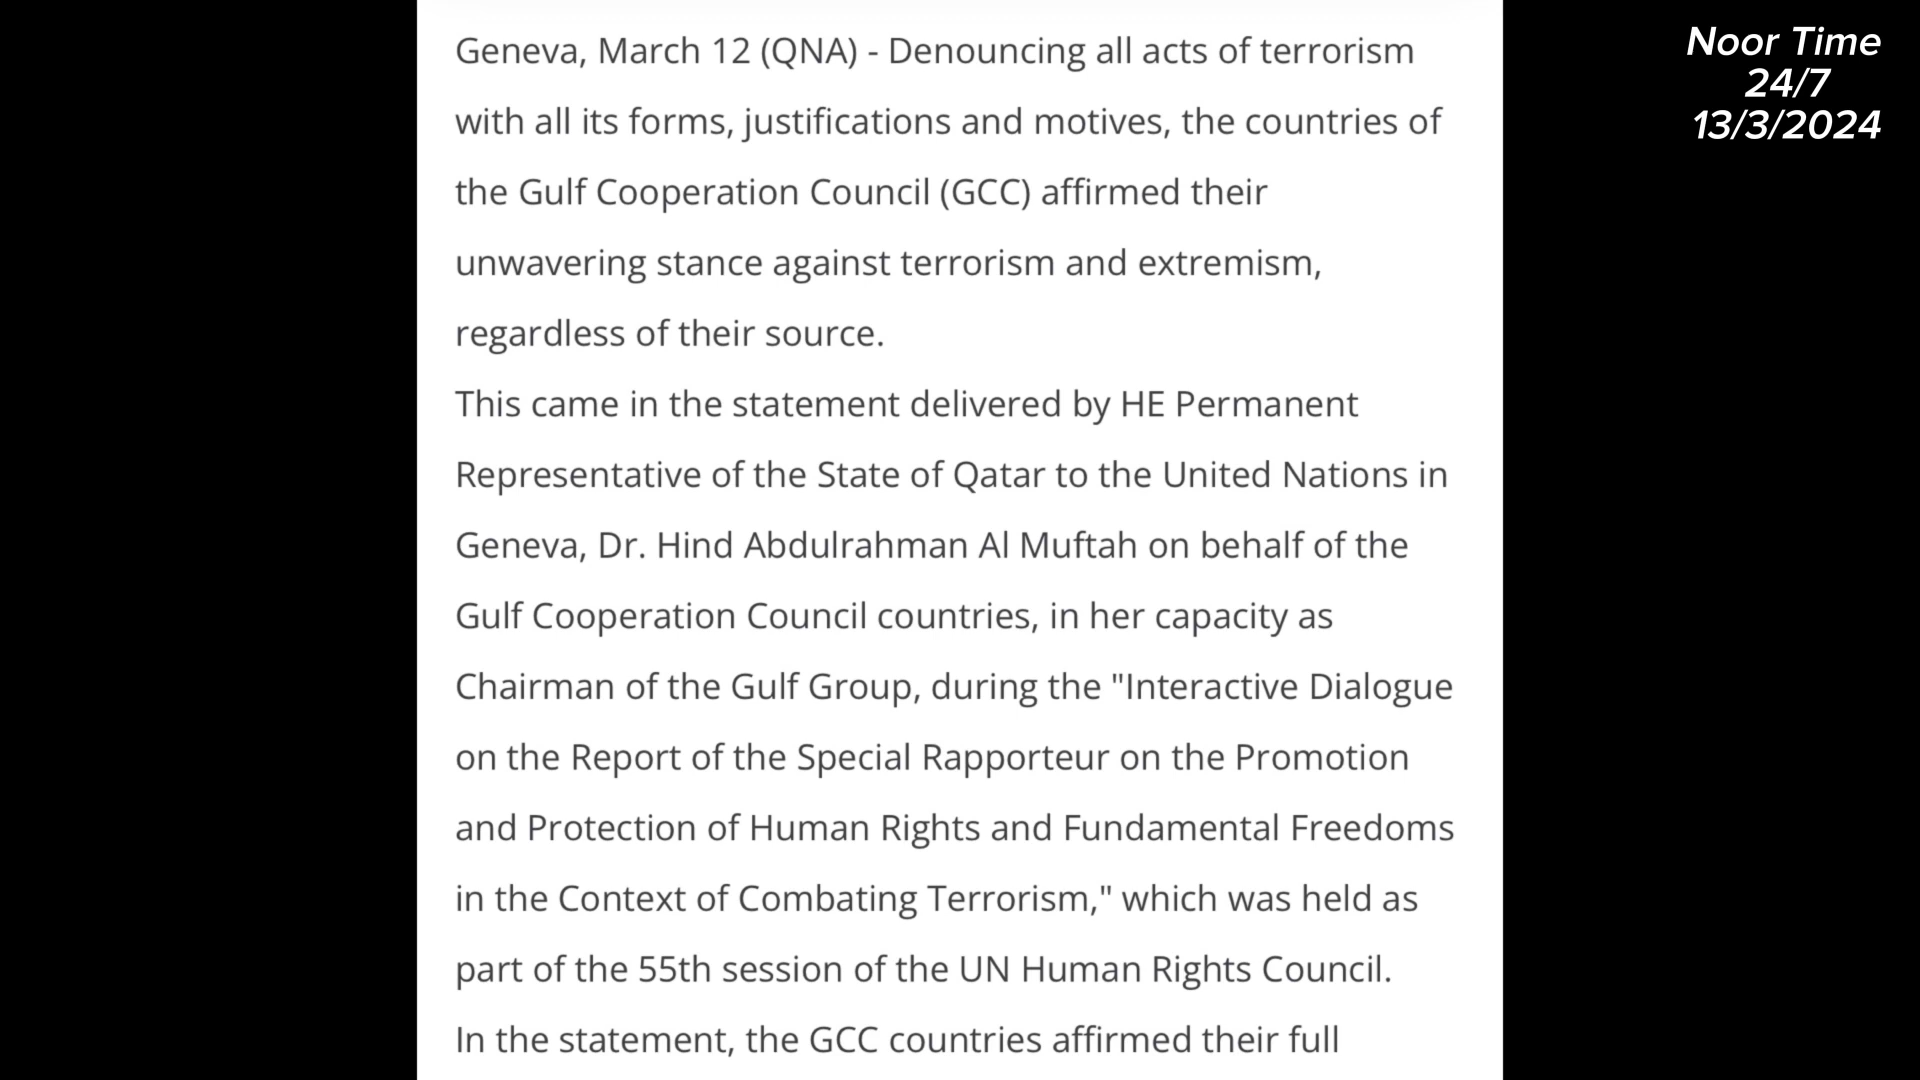 Geneva, March 12 (QNA) - Denouncing all acts of terrorism
with all its forms, justifications and motives, the countries of
the Gulf Cooperation Council (GCC) affirmed their
unwavering stance against terrorism and extremism,
regardless of their source.
This came in the statement delivered by HE Permanent
Representative of the State of Qatar to the United Nations in
Geneva, Dr. Hind Abdulrahman Al Muftah on behalf of the
Gulf Cooperation Council countries, in her capacity as
Chairman of the Gulf Group, during the "Interactive Dialogue
on the Report of the Special Rapporteur on the Promotion
and Protection of Human Rights and Fundamental Freedoms
in the Context of Combating Terrorism," which was held as
part of the 55th session of the UN Human Rights Council.
In the statement, the GCC countries affirmed their full
Noor Time
24/7
13/3/2024